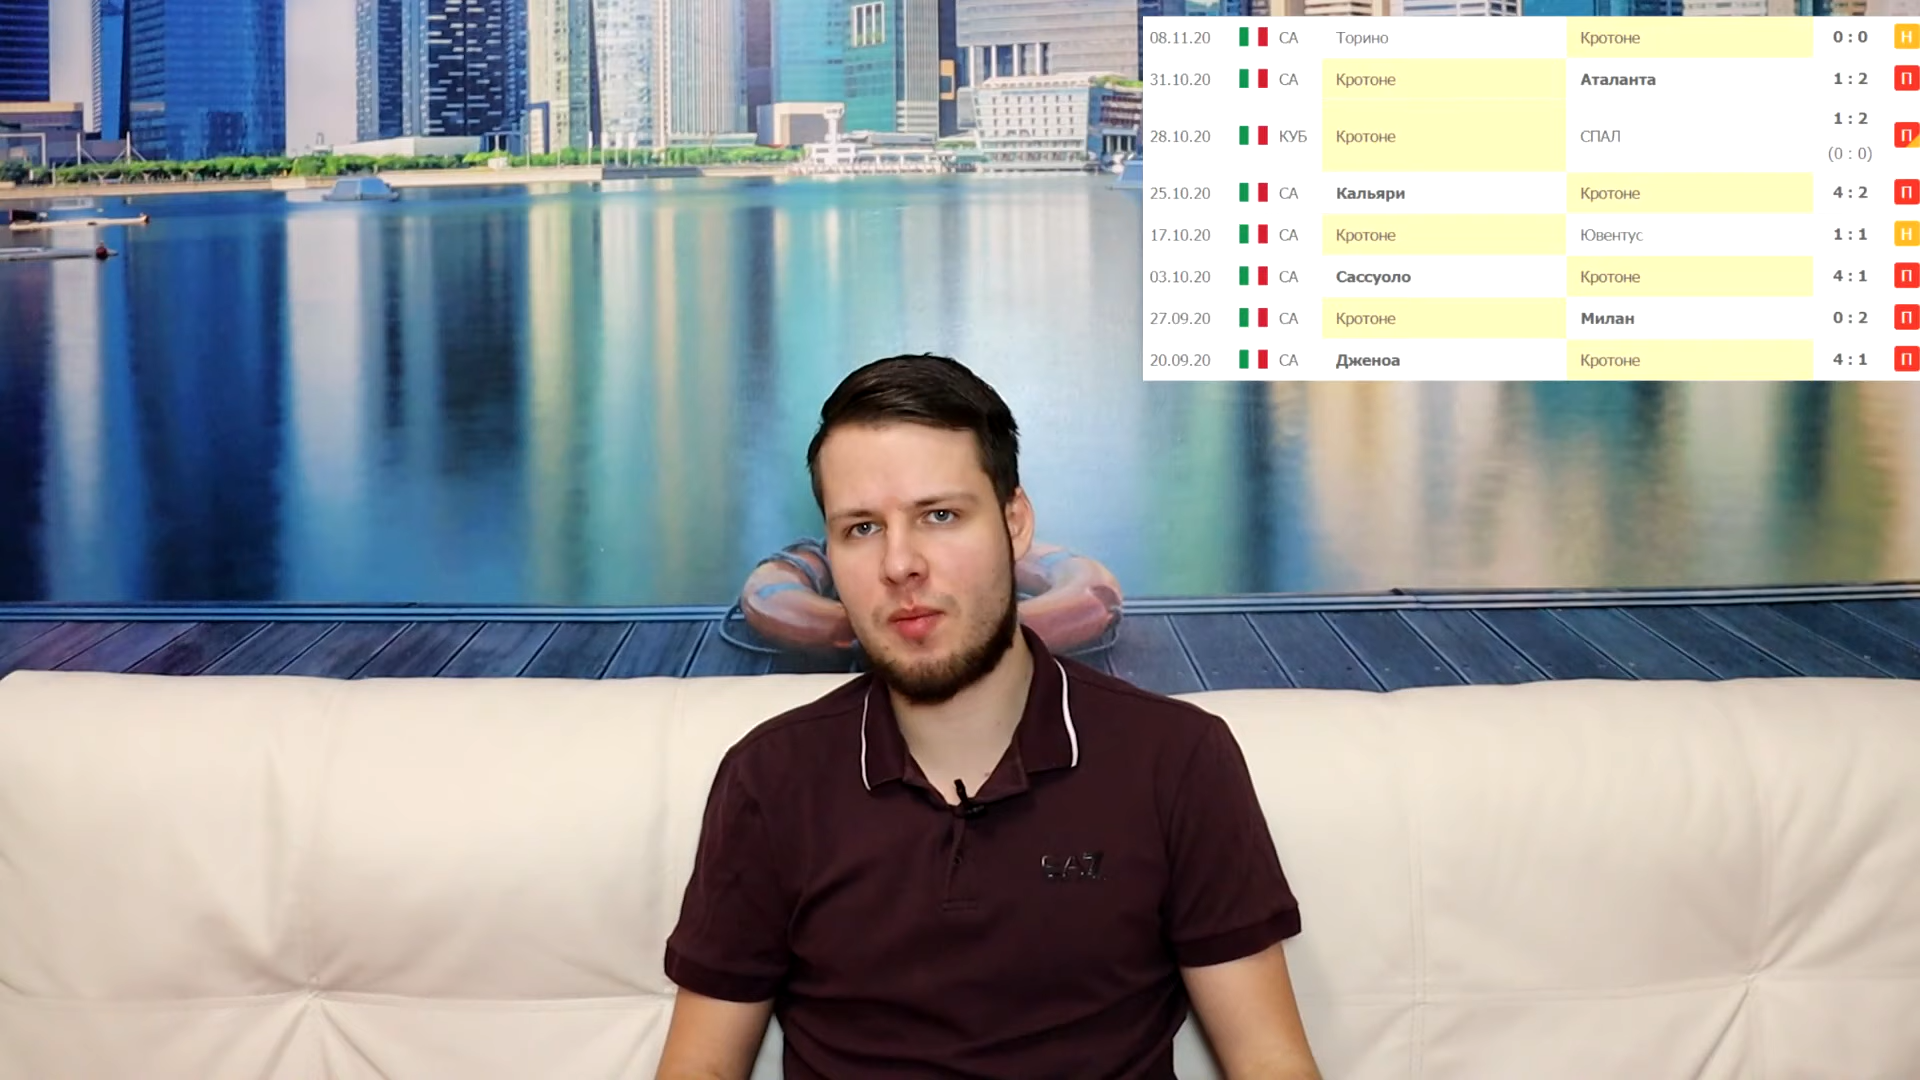 08.11.20 СА Торино Кротоне 0 : 0 Н
31.10.20 СА Кротоне Аталанта 1 : 2 П
28.10.20 КУБ Кротоне СПАЛ 1 : 2 П
(0 : 0)
25.10.20 СА Кальяри Кротоне 4 : 2 П
17.10.20 СА Кротоне Ювентус 1 : 1 Н
03.10.20 СА Сассуоло Кротоне 4 : 1 П
27.09.20 СА Кротоне Милан 0 : 2 П
20.09.20 СА Дженоа Кротоне 4 : 1 П
EA7